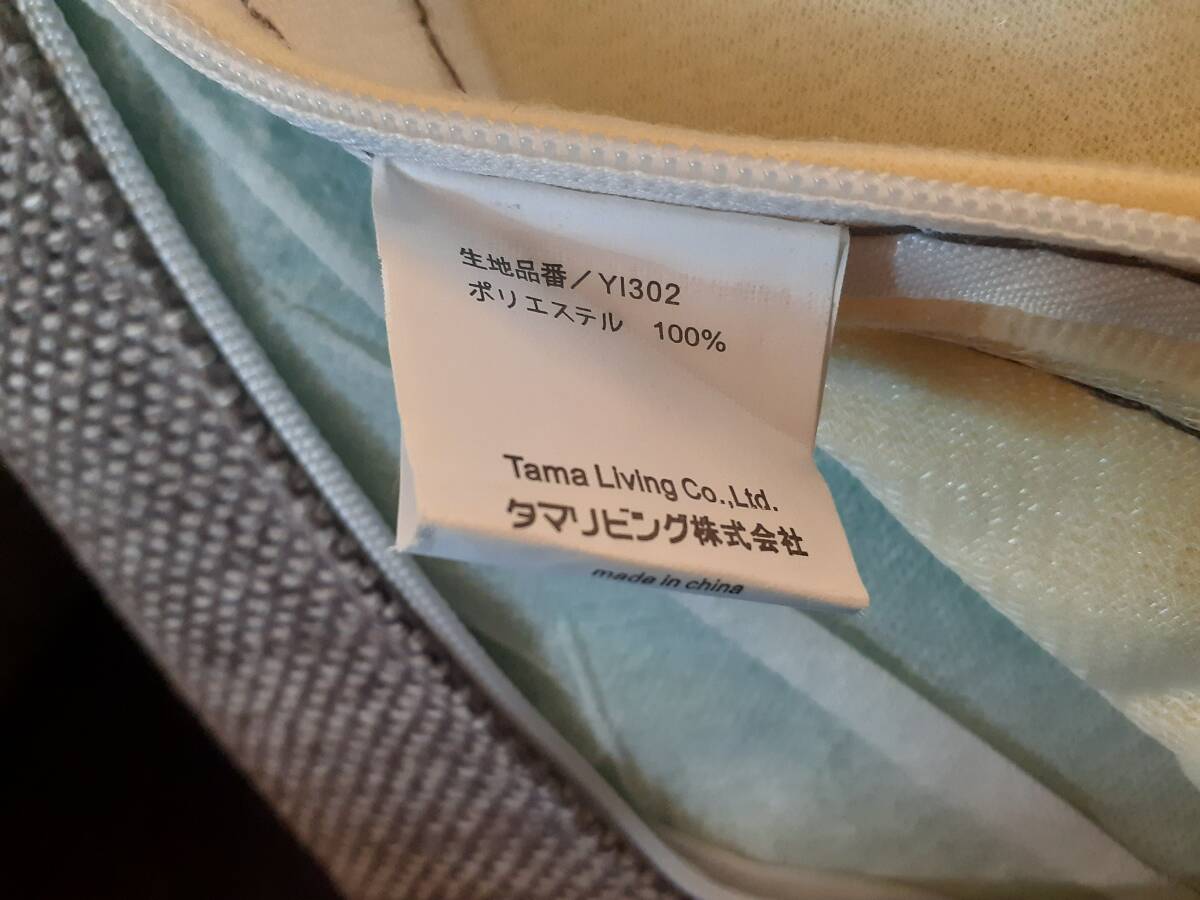 生地品番／YI302
ポリエステル　100%
Tama Living Co.,Ltd.
タマリビング株式会社
made in china